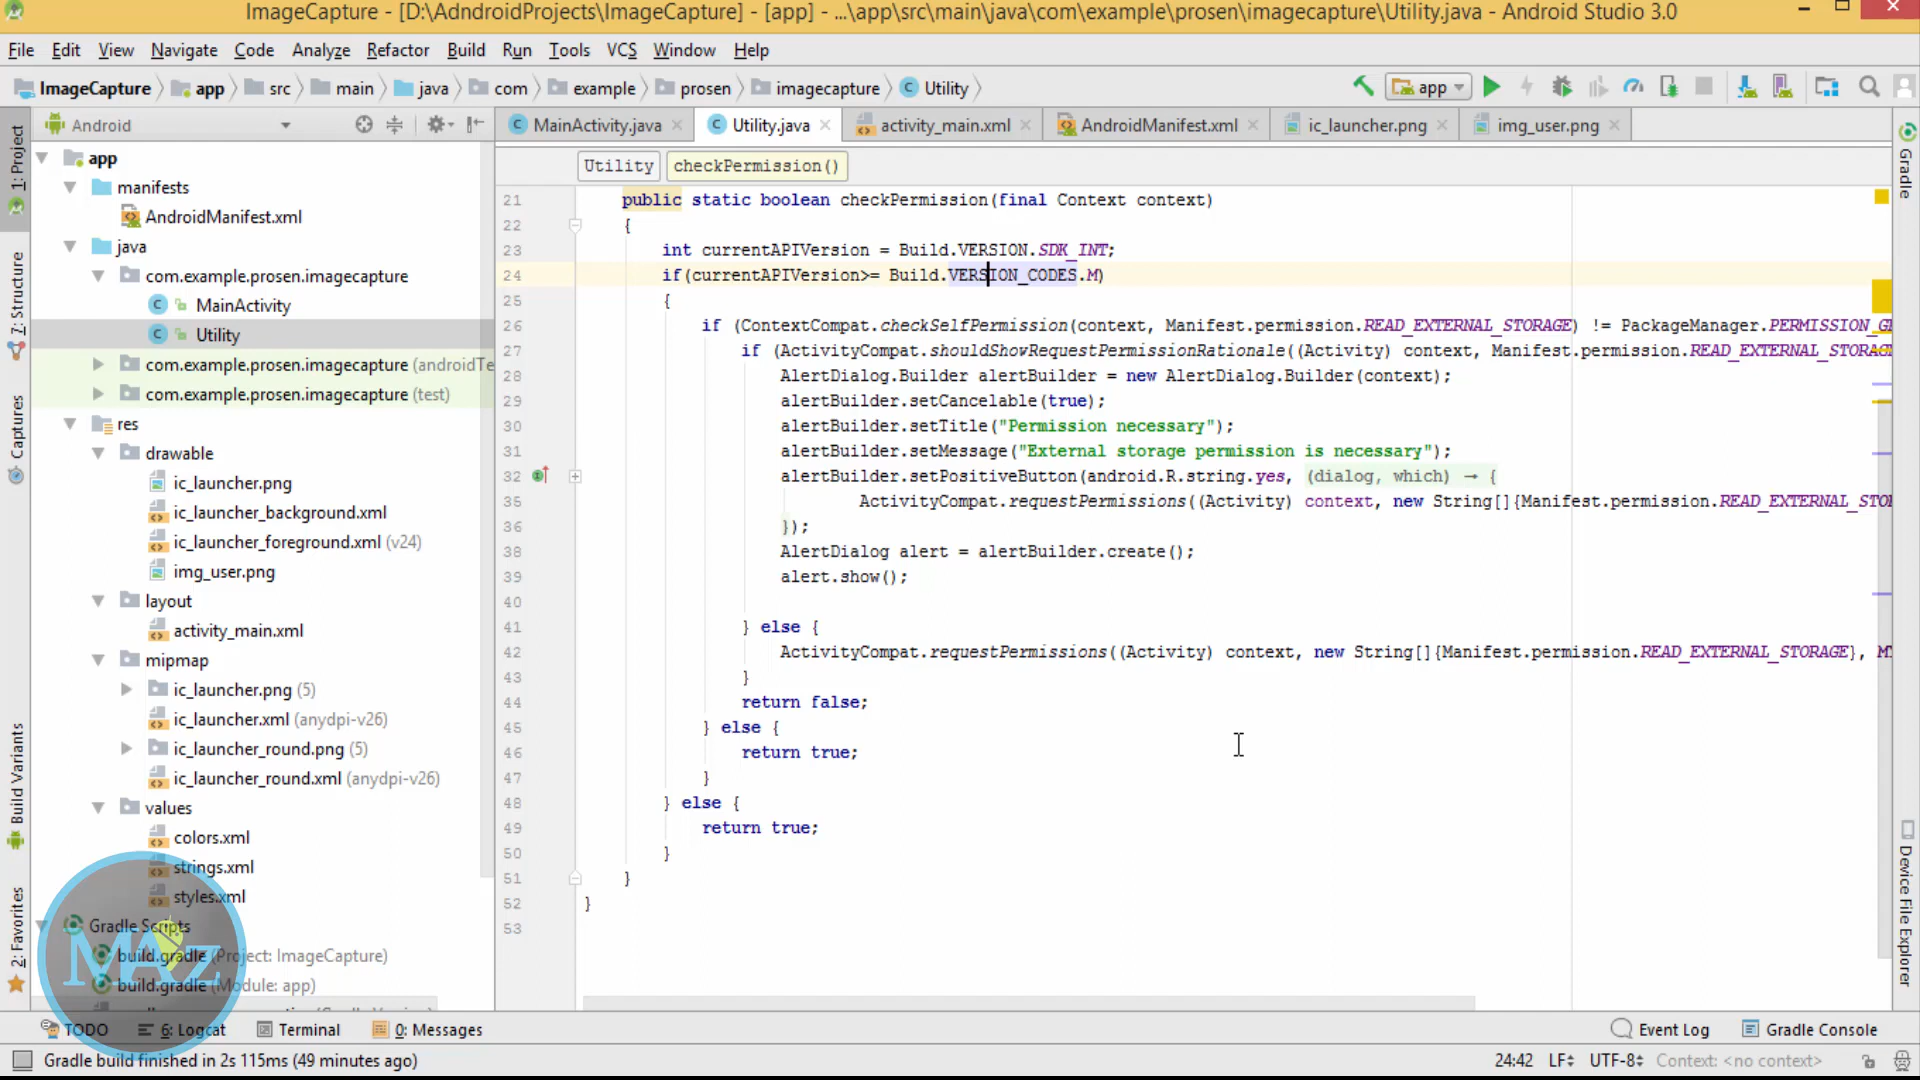 ImageCapture - [D:\AdndroidProjects\ImageCapture] - [app] - ...\app\src\main\java\com\example\prosen\imagecapture\Utility.java - Android Studio 3.0
File Edit View Navigate Code Analyze Refactor Build Run Tools VCS Window Help
ImageCapture app src main java com example prosen imagecapture Utility app
Android
MainActivity.java Utility.java activity_main.xml AndroidManifest.xml ic_launcher.png img_user.png
Utility checkPermission()
1: Project
7: Structure
Captures
Build Variants
2: Favorites
Gradle
Device File Explorer
app
manifests
AndroidManifest.xml
java
com.example.prosen.imagecapture
MainActivity
Utility
com.example.prosen.imagecapture (androidTe
com.example.prosen.imagecapture (test)
res
drawable
ic_launcher.png
ic_launcher_background.xml
ic_launcher_foreground.xml (v24)
img_user.png
layout
activity_main.xml
mipmap
ic_launcher.png (5)
ic_launcher.xml (anydpi-v26)
ic_launcher_round.png (5)
ic_launcher_round.xml (anydpi-v26)
values
colors.xml
strings.xml
styles.xml
Gradle Scripts
build.gradle (Project: ImageCapture)
build.gradle (Module: app)
MAz
21 public static boolean checkPermission(final Context context)
22 {
23 int currentAPIVersion = Build.VERSION.SDK_INT;
24 if(currentAPIVersion>= Build.VERSION_CODES.M)
25 {
26 if (ContextCompat.checkSelfPermission(context, Manifest.permission.READ_EXTERNAL_STORAGE) != PackageManager.PERMISSION_G
27 if (ActivityCompat.shouldShowRequestPermissionRationale((Activity) context, Manifest.permission.READ_EXTERNAL_STORAG
28 AlertDialog.Builder alertBuilder = new AlertDialog.Builder(context);
29 alertBuilder.setCancelable(true);
30 alertBuilder.setTitle("Permission necessary");
31 alertBuilder.setMessage("External storage permission is necessary");
32 alertBuilder.setPositiveButton(android.R.string.yes, (dialog, which) → {
35 ActivityCompat.requestPermissions((Activity) context, new String[]{Manifest.permission.READ_EXTERNAL_STO
36 });
38 AlertDialog alert = alertBuilder.create();
39 alert.show();
40
41 } else {
42 ActivityCompat.requestPermissions((Activity) context, new String[]{Manifest.permission.READ_EXTERNAL_STORAGE}, M
43 }
44 return false;
45 } else {
46 return true;
47 }
48 } else {
49 return true;
50 }
51 }
52 }
53
TODO 6: Logcat Terminal 0: Messages Event Log Gradle Console
Gradle build finished in 2s 115ms (49 minutes ago) 24:42 LF UTF-8 Context: <no context>